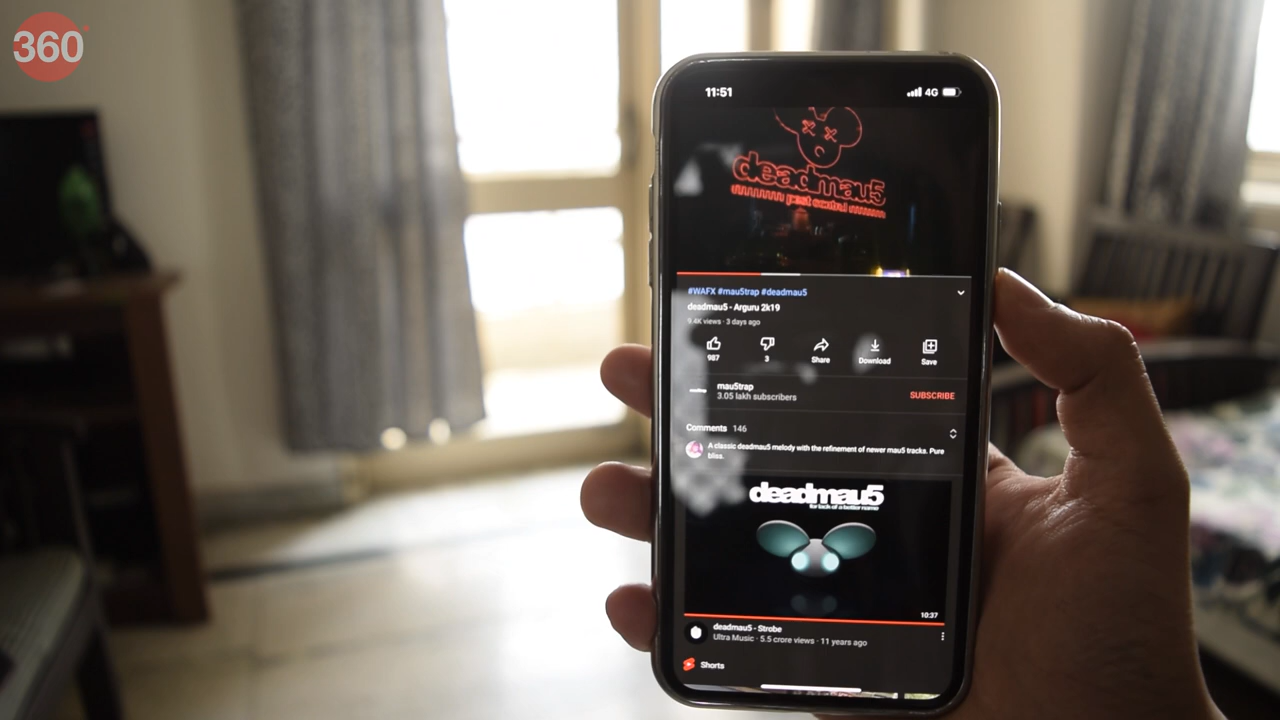 360
11:51
4G
deadmau5
#WAFX #mau5trap #deadmau5
deadmau5 - Arguru 2k19
9.4K views · 3 days ago
987
3
Share
Download
Save
mau5trap
3.05 lakh subscribers
SUBSCRIBE
Comments 146
A classic deadmau5 melody with the refinement of newer mau5 tracks. Pure
bliss.
deadmau5
for lack of a better name
10:37
deadmau5 - Strobe
Ultra Music · 5.5 crore views · 11 years ago
Shorts